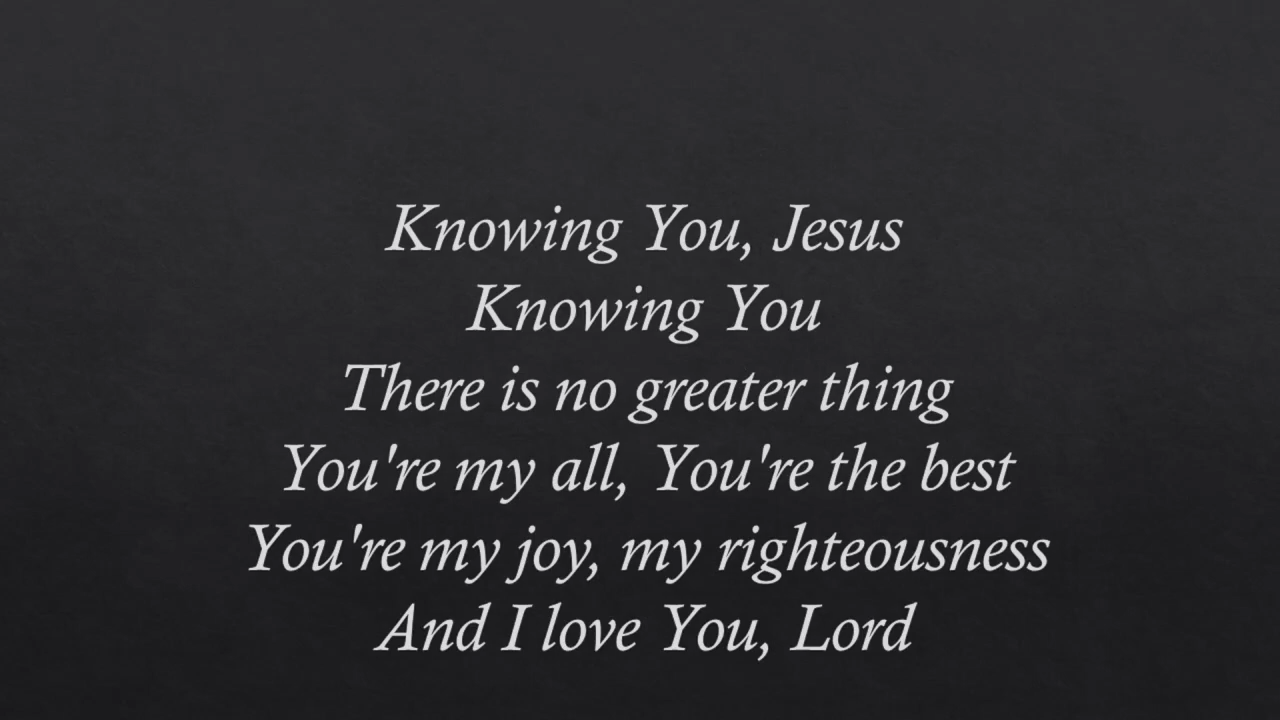 Knowing You, Jesus
Knowing You
There is no greater thing
You're my all, You're the best
You're my joy, my righteousness
And I love You, Lord